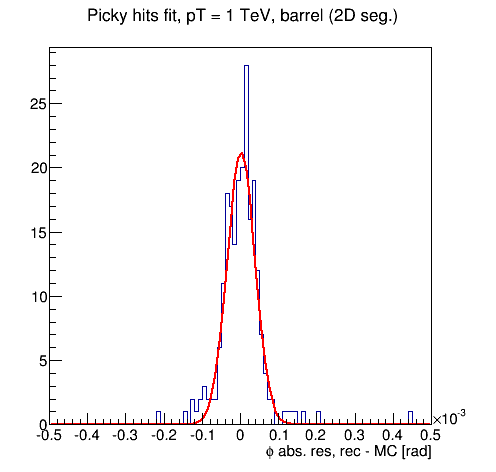 Picky hits fit, pT = 1 TeV, barrel (2D seg.)
25
20
15
10
5
0
-0.5 -0.4 -0.3 -0.2 -0.1 0 0.1 0.2 0.3 0.4 0.5
×10⁻³
ϕ abs. res, rec - MC [rad]